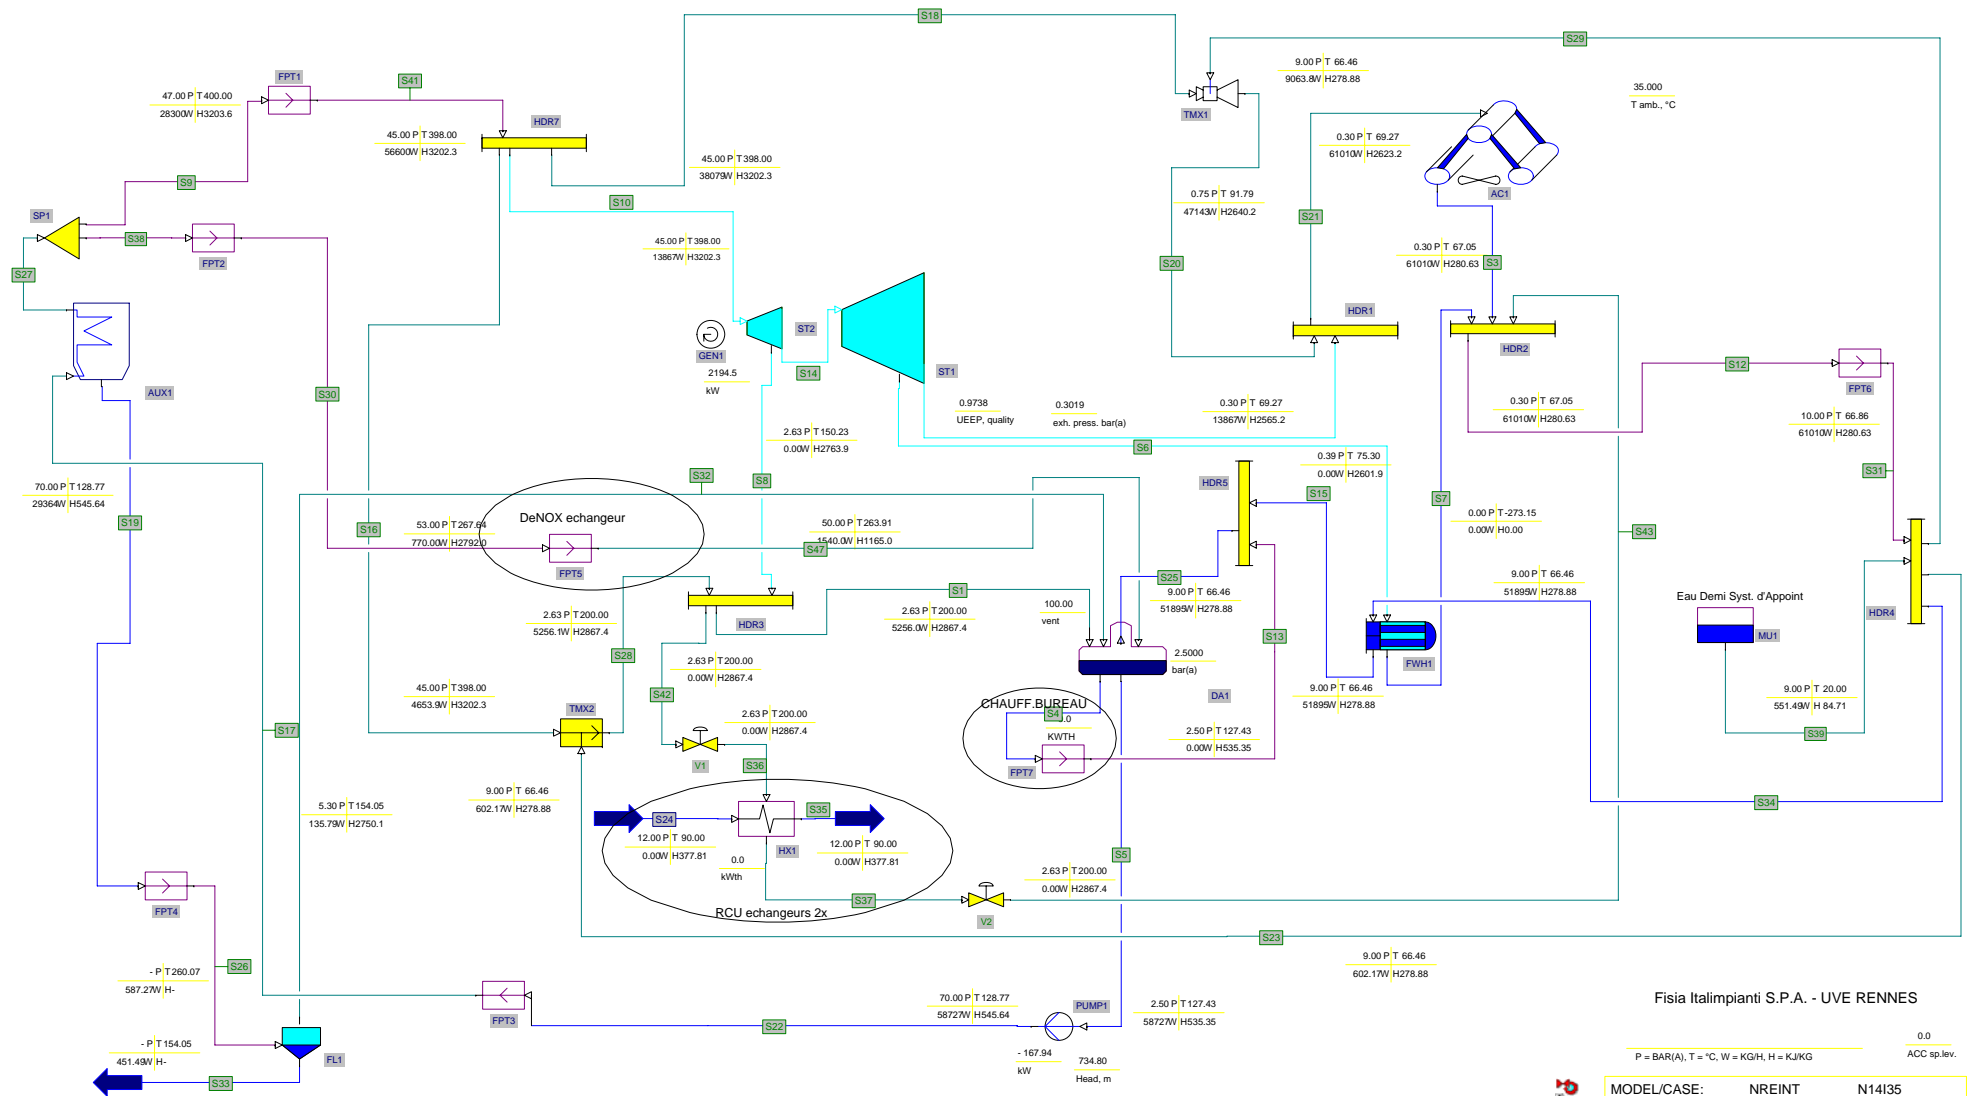 S18
S29
FPT1
S41
47.00 P T 400.00
28300W H3203.6
HDR7
45.00 P T 398.00
56600W H3202.3
9.00 P T 66.46
9063.8W H278.88
TMX1
35.000
T amb., °C
0.30 P T 69.27
61010W H2623.2
45.00 P T 398.00
38079W H3202.3
S9
S10
0.75 P T 91.79
47143W H2640.2
AC1
SP1
S38
FPT2
S21
45.00 P T 398.00
13867W H3202.3
0.30 P T 67.05
61010W H280.63
S3
S27
S20
HDR1
ST2
GEN1
2194.5
kW
S14
ST1
HDR2
S12
FPT6
AUX1
S30
0.9738
UEEP, quality
0.3019
exh. press. bar(a)
0.30 P T 69.27
13867W H2565.2
0.30 P T 67.05
61010W H280.63
10.00 P T 66.86
61010W H280.63
2.63 P T 150.23
0.00W H2763.9
S6
0.39 P T 75.30
0.00W H2601.9
S31
S32
S8
HDR5
S15
S7
70.00 P T 128.77
29364W H545.64
S19
S16
DeNOX echangeur
53.00 P T 267.64
770.00W H2792.0
50.00 P T 263.91
1540.0W H1165.0
S47
FPT5
0.00 P T -273.15
0.00W H0.00
S43
S1
S25
9.00 P T 66.46
51895W H278.88
9.00 P T 66.46
51895W H278.88
Eau Demi Syst. d'Appoint
HDR4
2.63 P T 200.00
5256.1W H2867.4
HDR3
2.63 P T 200.00
5256.0W H2867.4
100.00
vent
S13
MU1
S28
2.63 P T 200.00
0.00W H2867.4
2.5000
bar(a)
FWH1
45.00 P T 398.00
4653.9W H3202.3
S42
DA1
CHAUFF.BUREAU
S4
KWTH
9.00 P T 66.46
51895W H278.88
9.00 P T 20.00
551.49W H 84.71
TMX2
2.63 P T 200.00
0.00W H2867.4
S17
V1
S36
FPT7
2.50 P T 127.43
0.00W H535.35
S39
5.30 P T 154.05
135.79W H2750.1
9.00 P T 66.46
602.17W H278.88
S24
S35
S34
12.00 P T 90.00
0.00W H377.81
HX1
0.0
kWth
12.00 P T 90.00
0.00W H377.81
S5
2.63 P T 200.00
0.00W H2867.4
FPT4
RCU echangeurs 2x
S37
V2
S23
S26
- P T 260.07
587.27W H-
9.00 P T 66.46
602.17W H278.88
FPT3
70.00 P T 128.77
58727W H545.64
PUMP1
2.50 P T 127.43
58727W H535.35
Fisia Italimpianti S.P.A. - UVE RENNES
S22
- P T 154.05
451.49W H-
FL1
- 167.94
kW
734.80
Head, m
P = BAR(A), T = °C, W = KG/H, H = KJ/KG
0.0
ACC sp.lev.
S33
MODEL/CASE: NREINT N14I35